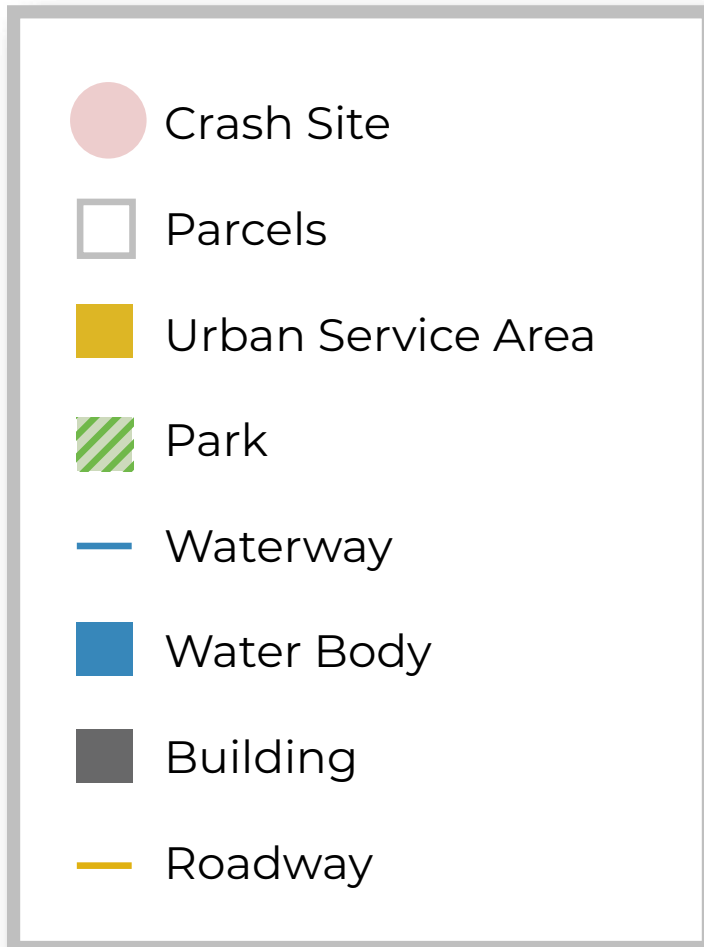 Crash Site
Parcels
Urban Service Area
Park
Waterway
Water Body
Building
Roadway